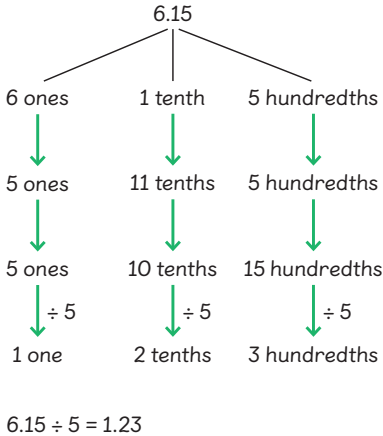 6.15
6 ones 1 tenth 5 hundredths
5 ones 11 tenths 5 hundredths
5 ones 10 tenths 15 hundredths
÷ 5 ÷ 5 ÷ 5
1 one 2 tenths 3 hundredths
6.15 ÷ 5 = 1.23